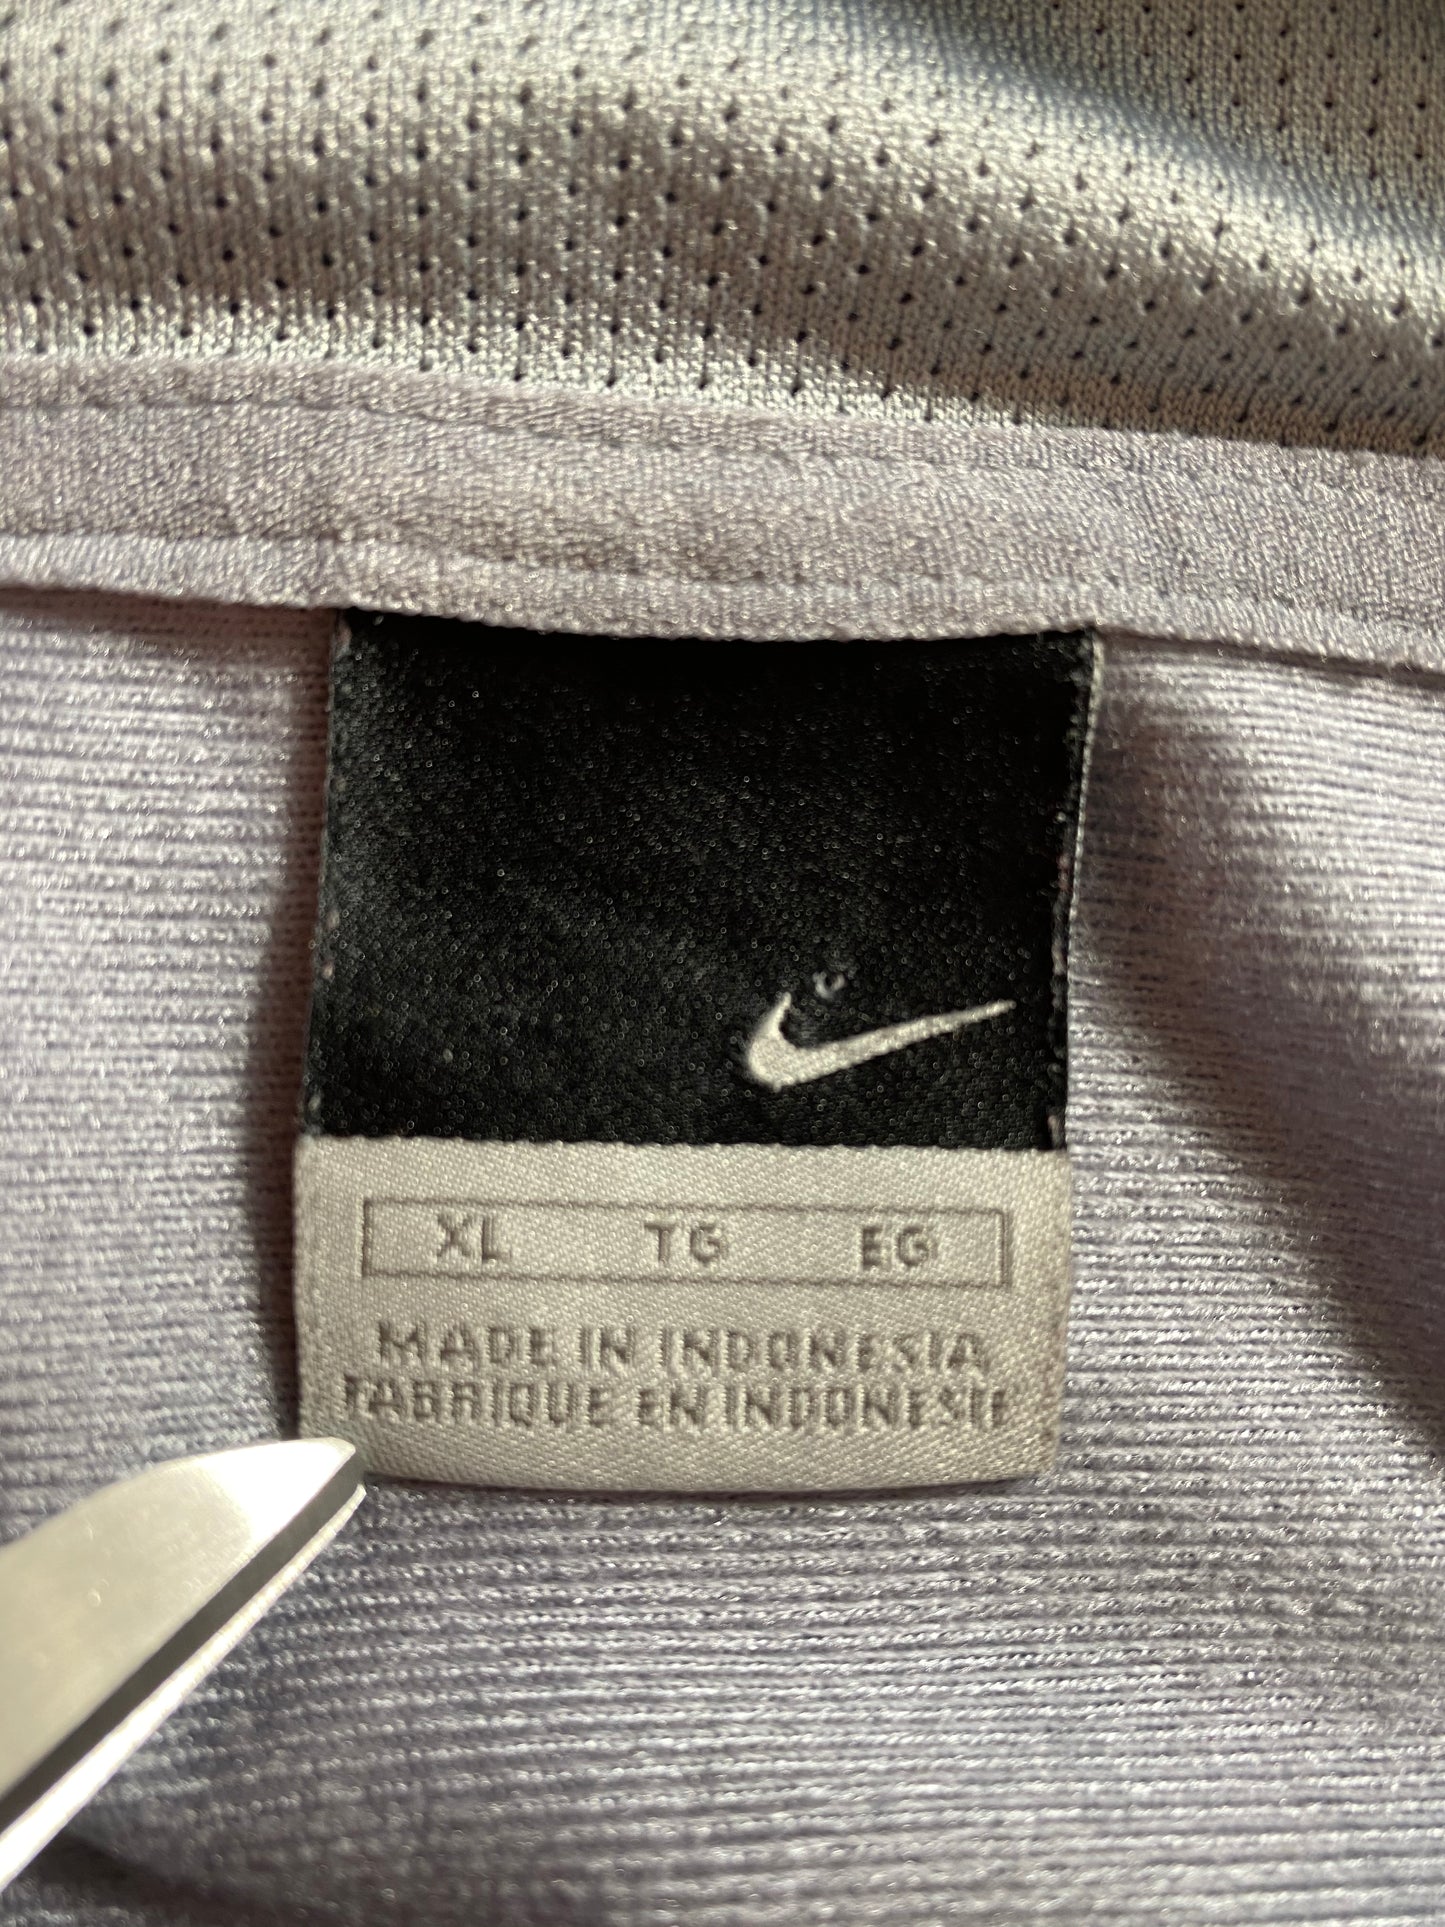 XL TG EG
MADE IN INDONESIA
FABRIQUE EN INDONESIE